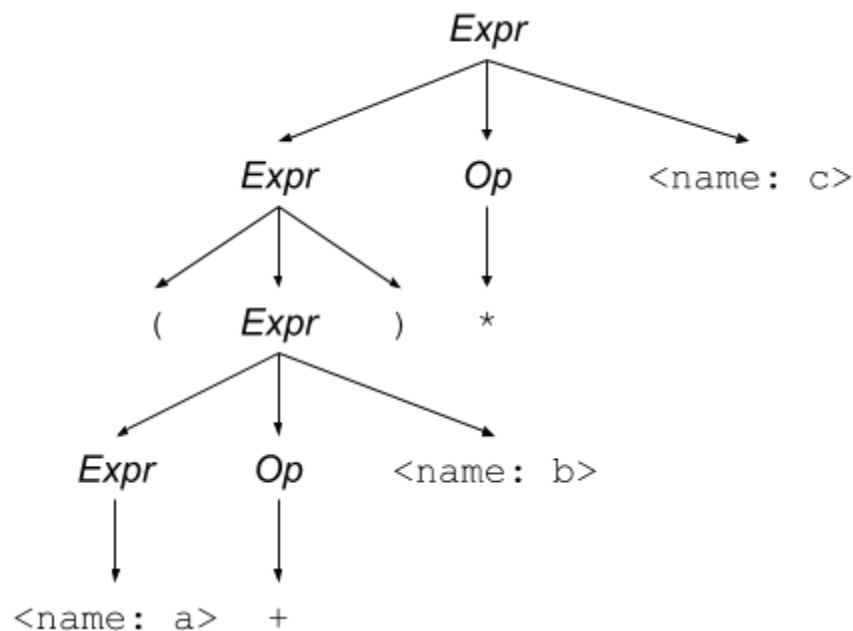 Expr
Expr Op <name: c>
( Expr ) *
Expr Op <name: b>
<name: a> +